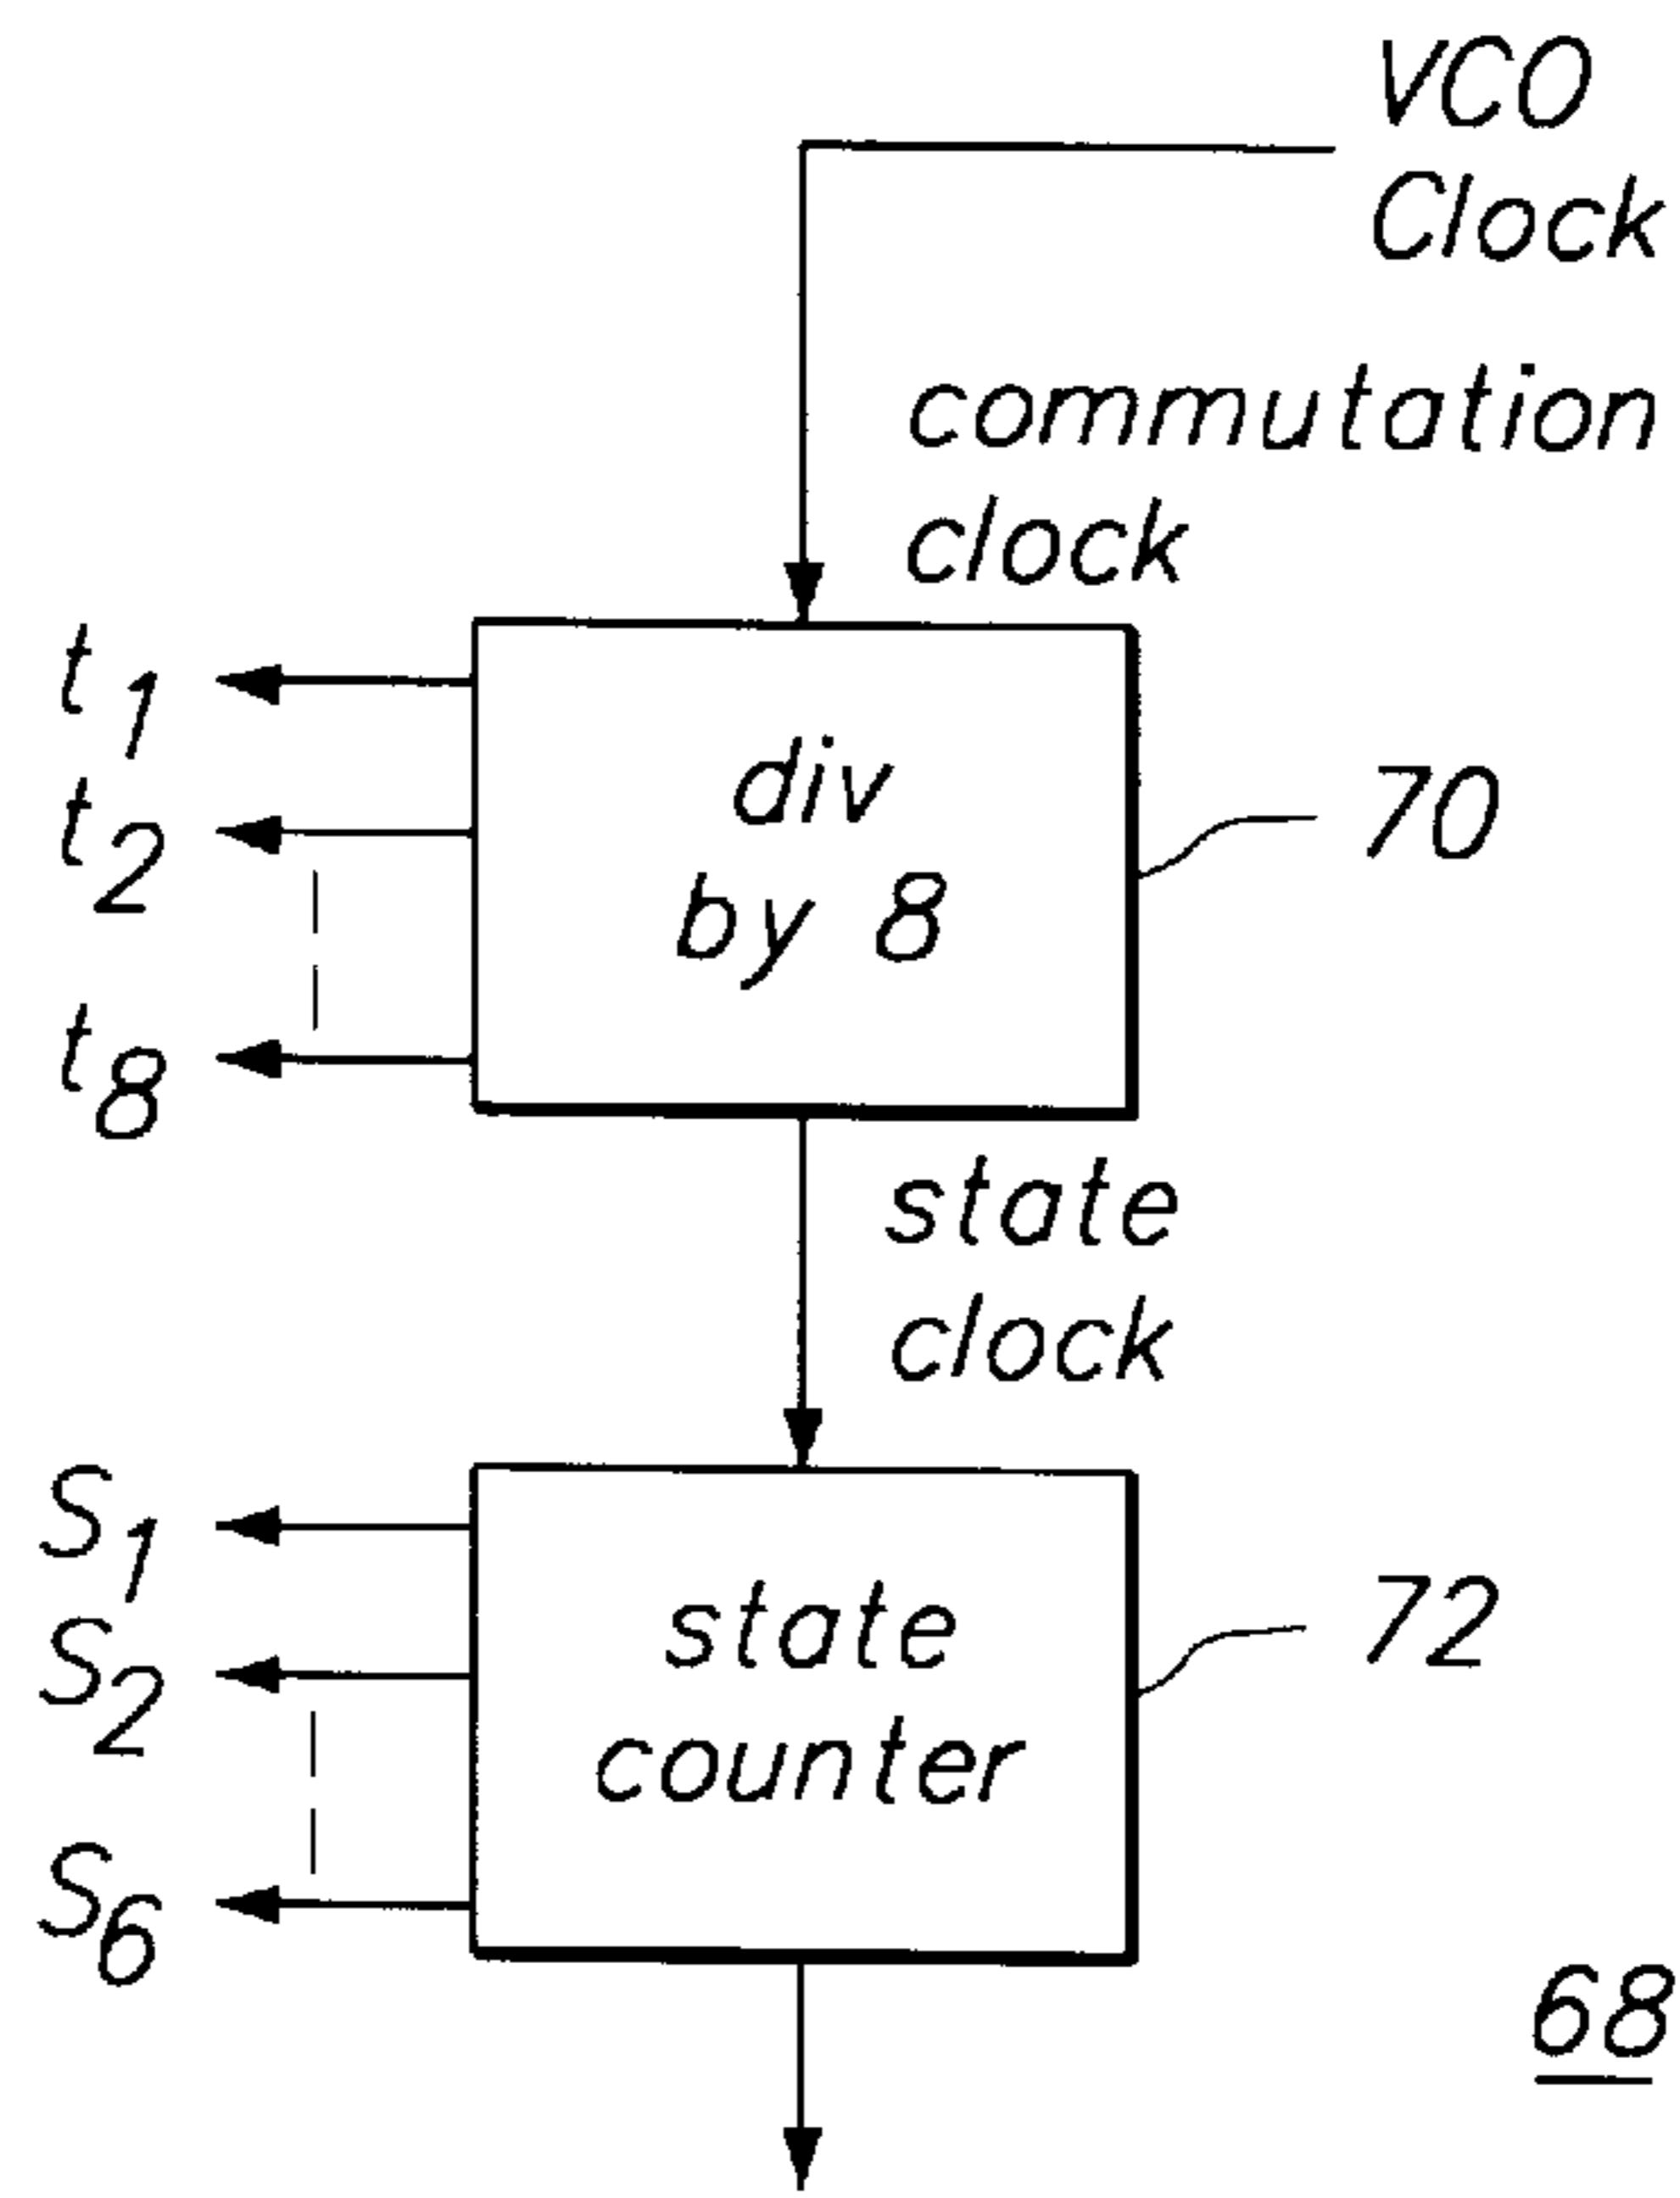 VCO
Clock
commutation
clock
t1
t2
t8
div
by 8
70
state
clock
S1
S2
S6
state
counter
72
68